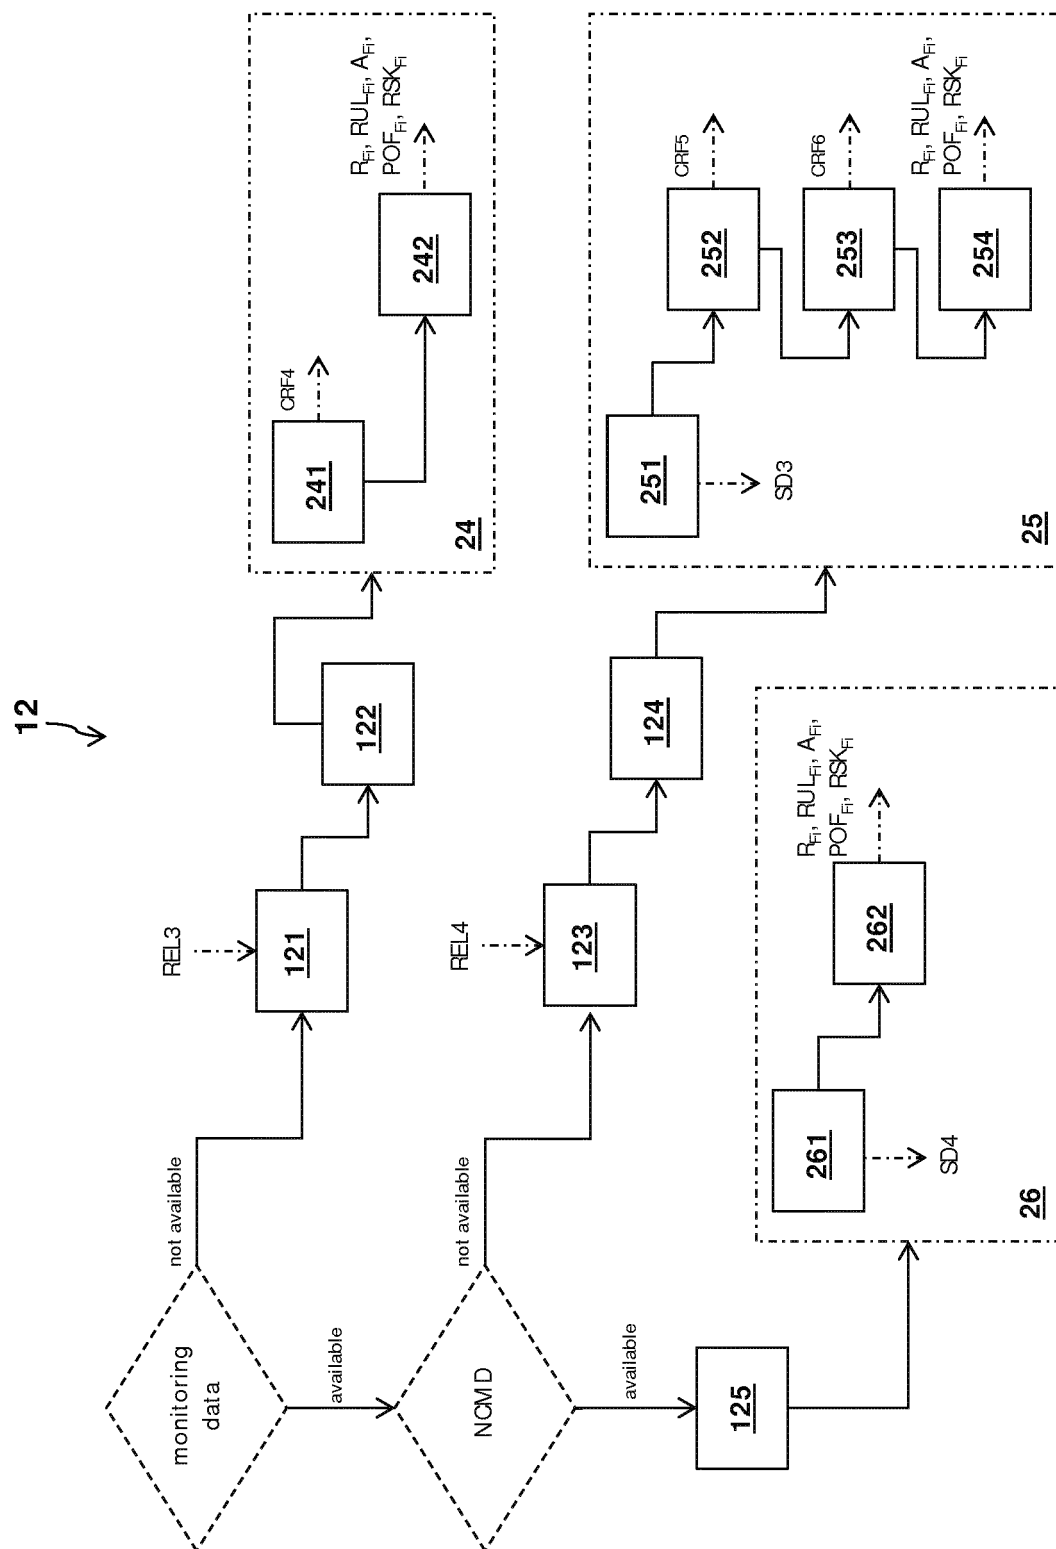 12
monitoring
data
not available
available
REL3
121
122
241
CRF4
242
R_Fi, RUL_Fi, A_Fi,
POF_Fi, RSK_Fi
24
NCMD
not available
available
REL4
123
124
251
SD3
252
CRF5
253
CRF6
254
R_Fi, RUL_Fi, A_Fi,
POF_Fi, RSK_Fi
25
125
261
SD4
262
R_Fi, RUL_Fi, A_Fi,
POF_Fi, RSK_Fi
26